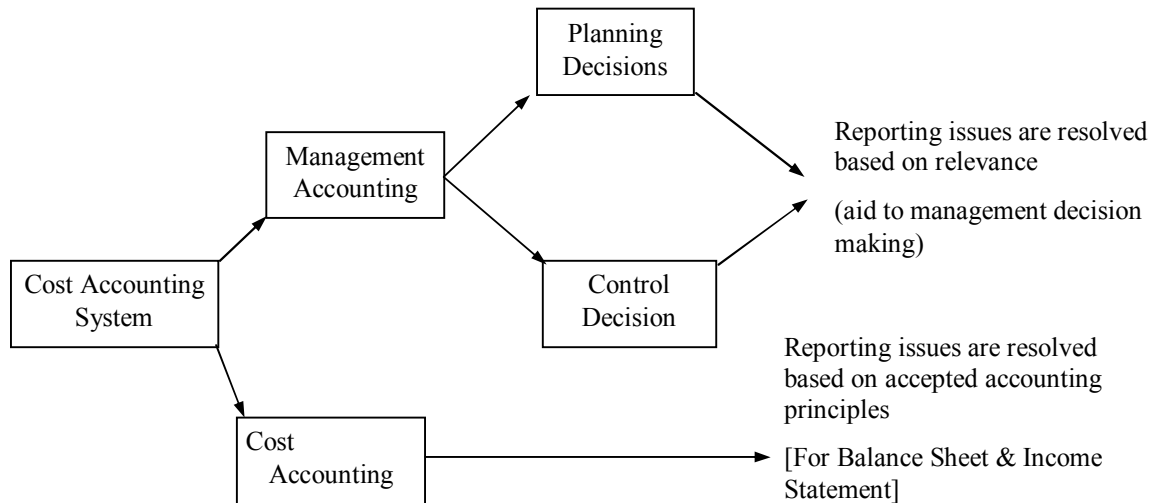 Planning
Decisions
Management
Accounting
Reporting issues are resolved
based on relevance
(aid to management decision
making)
Cost Accounting
System
Control
Decision
Reporting issues are resolved
based on accepted accounting
principles
Cost
Accounting
[For Balance Sheet & Income
Statement]